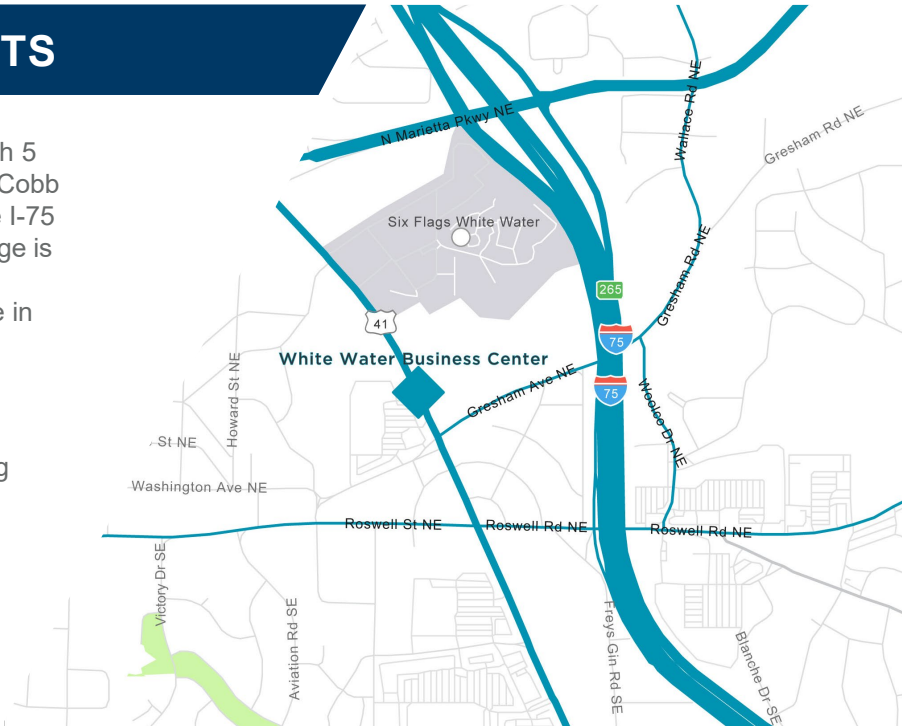 TS
h 5
Cobb
I-75
ge is
e in
g
N Marietta Pkwy NE
Wallace Rd NE
Gresham Rd NE
Six Flags White Water
265
Gresham Rd NE
41
75
White Water Business Center
75
Gresham Ave NE
Howard St NE
Woolco Dr NE
St NE
Washington Ave NE
Roswell St NE
Roswell Rd NE
Roswell Rd NE
Victory Dr SE
Aviation Rd SE
Freys Gin Rd SE
Blanche Dr SE